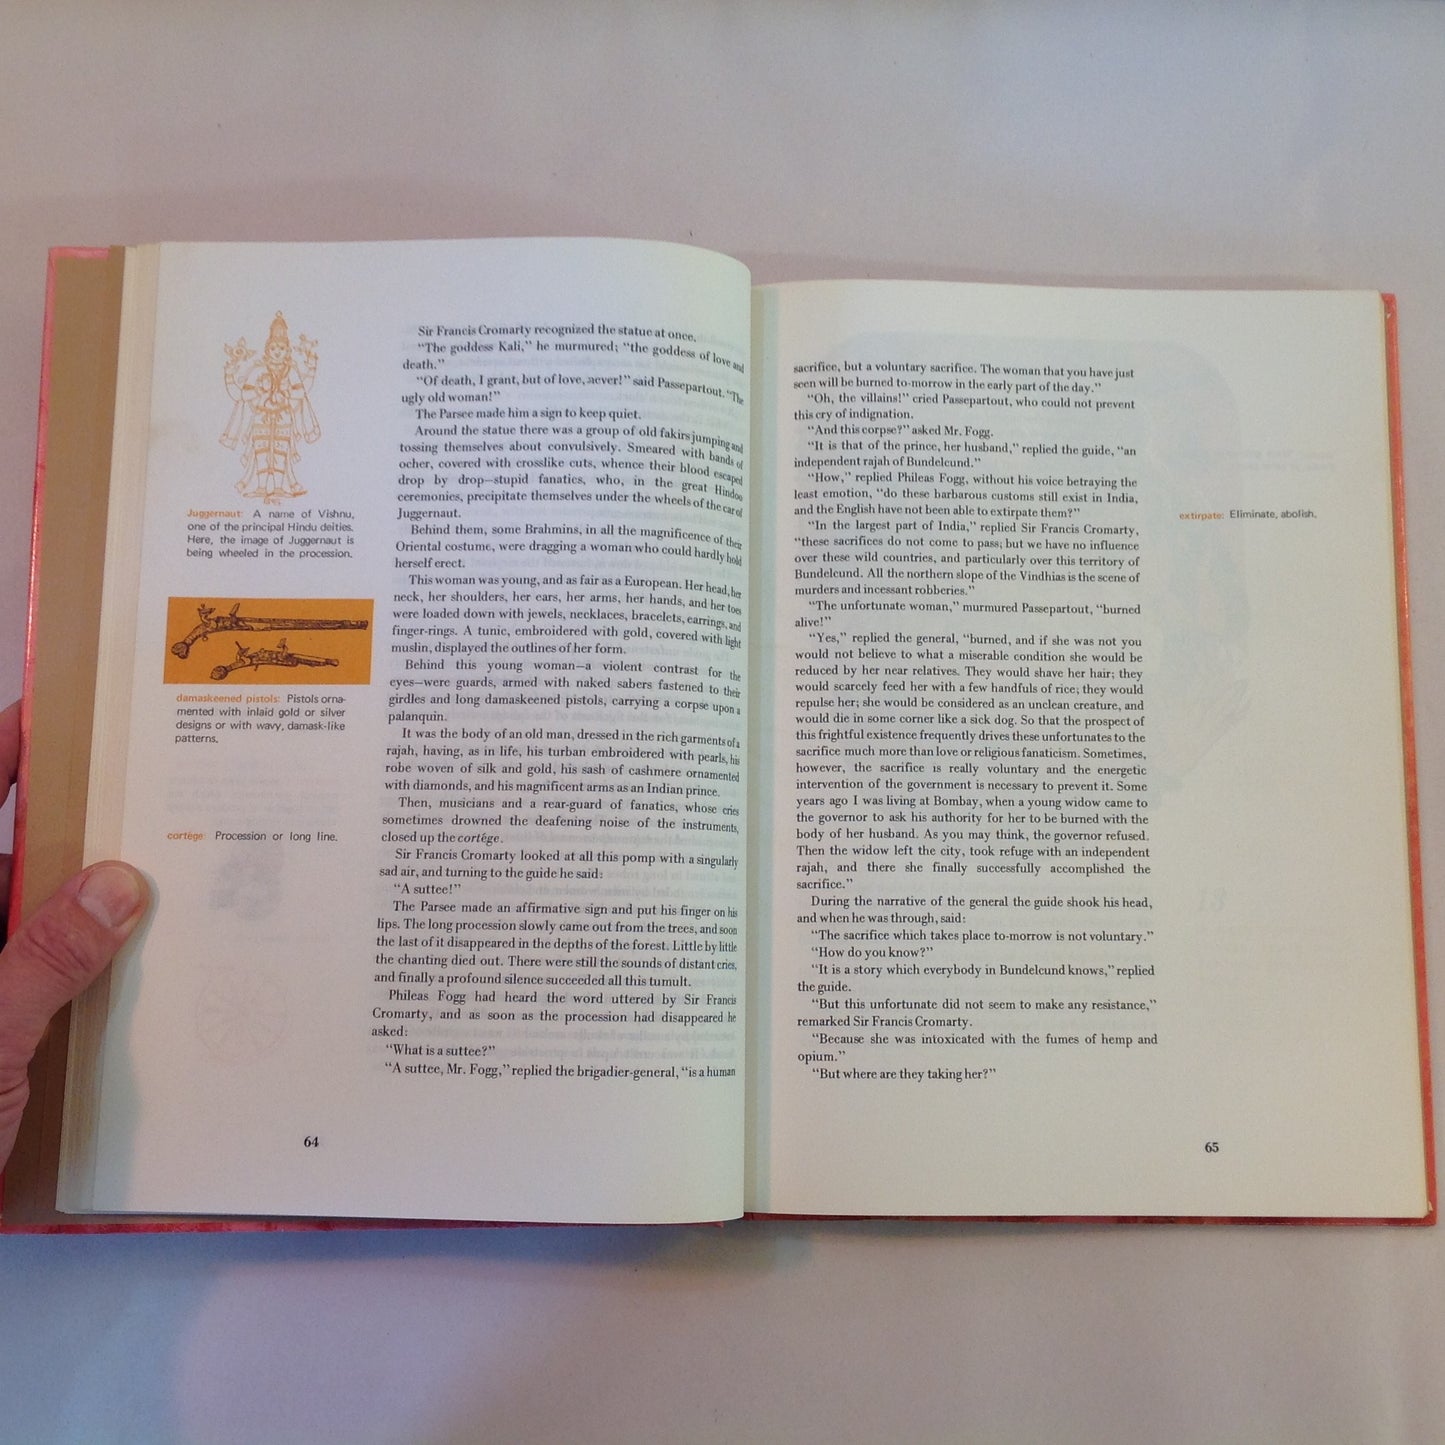 Juggernaut: A name of Vishnu,
one of the principal Hindu deities.
Here, the image of Juggernaut is
being wheeled in the procession.
damaskeened pistols: Pistols orna-
mented with inlaid gold or silver
designs or with wavy, damask-like
patterns.
cortége: Procession or long line.
Sir Francis Cromarty recognized the statue at once.
“The goddess Kali,” he murmured; “the goddess of love and
death.”
“Of death, I grant, but of love, never!” said Passepartout. “The
ugly old woman!”
The Parsee made him a sign to keep quiet.
Around the statue there was a group of old fakirs jumping and
tossing themselves about convulsively. Smeared with bands of
ocher, covered with crosslike cuts, whence their blood escaped
drop by drop—stupid fanatics, who, in the great Hindoo
ceremonies, precipitate themselves under the wheels of the car of
Juggernaut.
Behind them, some Brahmins, in all the magnificence of their
Oriental costume, were dragging a woman who could hardly hold
herself erect.
This woman was young, and as fair as a European. Her head, her
neck, her shoulders, her ears, her arms, her hands, and her toes
were loaded down with jewels, necklaces, bracelets, earrings, and
finger-rings. A tunic, embroidered with gold, covered with light
muslin, displayed the outlines of her form.
Behind this young woman—a violent contrast for the
eyes—were guards, armed with naked sabers fastened to their
girdles and long damaskeened pistols, carrying a corpse upon a
palanquin.
It was the body of an old man, dressed in the rich garments of a
rajah, having, as in life, his turban embroidered with pearls, his
robe woven of silk and gold, his sash of cashmere ornamented
with diamonds, and his magnificent arms as an Indian prince.
Then, musicians and a rear-guard of fanatics, whose cries
sometimes drowned the deafening noise of the instruments,
closed up the cortége.
Sir Francis Cromarty looked at all this pomp with a singularly
sad air, and turning to the guide he said:
“A suttee!”
The Parsee made an affirmative sign and put his finger on his
lips. The long procession slowly came out from the trees, and soon
the last of it disappeared in the depths of the forest. Little by little
the chanting died out. There were still the sounds of distant cries,
and finally a profound silence succeeded all this tumult.
Phileas Fogg had heard the word uttered by Sir Francis
Cromarty, and as soon as the procession had disappeared he
asked:
“What is a suttee?”
“A suttee, Mr. Fogg,” replied the brigadier-general, “is a human
64
sacrifice, but a voluntary sacrifice. The woman that you have just
seen will be burned to-morrow in the early part of the day.”
“Oh, the villains!” cried Passepartout, who could not prevent
this cry of indignation.
“And this corpse?” asked Mr. Fogg.
“It is that of the prince, her husband,” replied the guide, “an
independent rajah of Bundelcund.”
“How,” replied Phileas Fogg, without his voice betraying the
least emotion, “do these barbarous customs still exist in India,
and the English have not been able to extirpate them?”
“In the largest part of India,” replied Sir Francis Cromarty,
“these sacrifices do not come to pass; but we have no influence
over these wild countries, and particularly over this territory of
Bundelcund. All the northern slope of the Vindhias is the scene of
murders and incessant robberies.”
“The unfortunate woman,” murmured Passepartout, “burned
alive!”
“Yes,” replied the general, “burned, and if she was not you
would not believe to what a miserable condition she would be
reduced by her near relatives. They would shave her hair; they
would scarcely feed her with a few handfuls of rice; they would
repulse her; she would be considered as an unclean creature, and
would die in some corner like a sick dog. So that the prospect of
this frightful existence frequently drives these unfortunates to the
sacrifice much more than love or religious fanaticism. Sometimes,
however, the sacrifice is really voluntary and the energetic
intervention of the government is necessary to prevent it. Some
years ago I was living at Bombay, when a young widow came to
the governor to ask his authority for her to be burned with the
body of her husband. As you may think, the governor refused.
Then the widow left the city, took refuge with an independent
rajah, and there she finally successfully accomplished the
sacrifice.”
During the narrative of the general the guide shook his head,
and when he was through, said:
“The sacrifice which takes place to-morrow is not voluntary.”
“How do you know?”
“It is a story which everybody in Bundelcund knows,” replied
the guide.
“But this unfortunate did not seem to make any resistance,”
remarked Sir Francis Cromarty.
“Because she was intoxicated with the fumes of hemp and
opium.”
“But where are they taking her?”
extirpate: Eliminate, abolish.
65